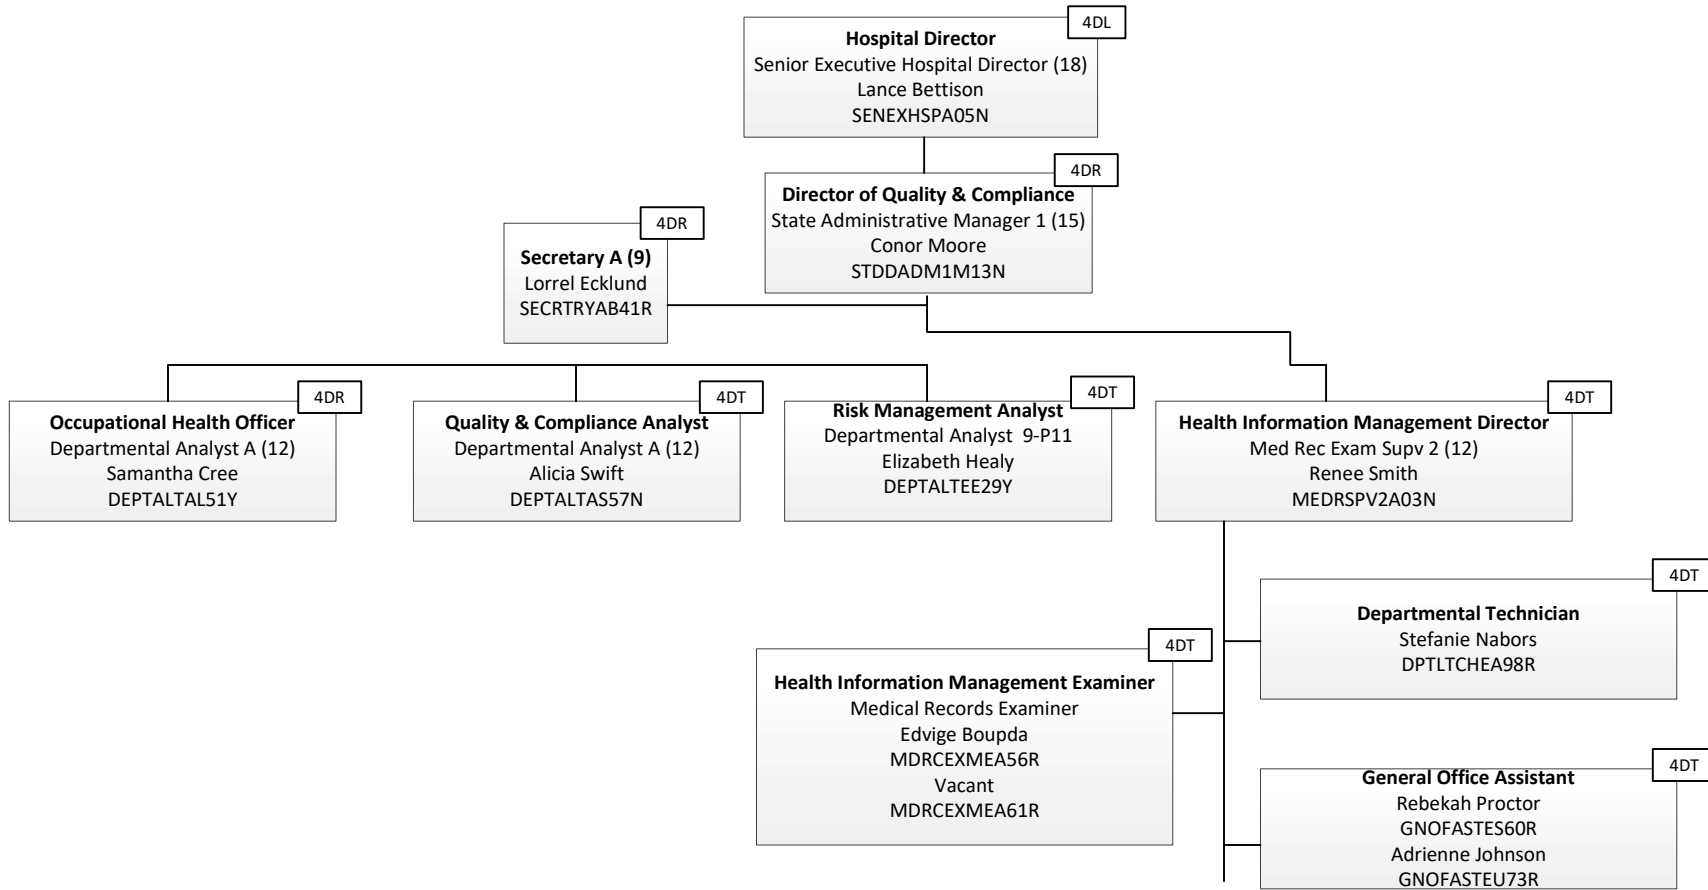 4DL
Hospital Director
Senior Executive Hospital Director (18)
Lance Bettison
SENEXHSPA05N
4DR
Director of Quality & Compliance
State Administrative Manager 1 (15)
Conor Moore
STDDADM1M13N
4DR
Secretary A (9)
Lorrel Ecklund
SECRTRYAB41R
4DR
Occupational Health Officer
Departmental Analyst A (12)
Samantha Cree
DEPTALTAL51Y
4DT
Quality & Compliance Analyst
Departmental Analyst A (12)
Alicia Swift
DEPTALTAS57N
4DT
Risk Management Analyst
Departmental Analyst 9-P11
Elizabeth Healy
DEPTALTEE29Y
4DT
Health Information Management Director
Med Rec Exam Supv 2 (12)
Renee Smith
MEDRSPV2A03N
4DT
Departmental Technician
Stefanie Nabors
DPTLTCHEA98R
4DT
Health Information Management Examiner
Medical Records Examiner
Edvige Boupda
MDRCEXMEA56R
Vacant
MDRCEXMEA61R
4DT
General Office Assistant
Rebekah Proctor
GNOFASTES60R
Adrienne Johnson
GNOFASTEU73R